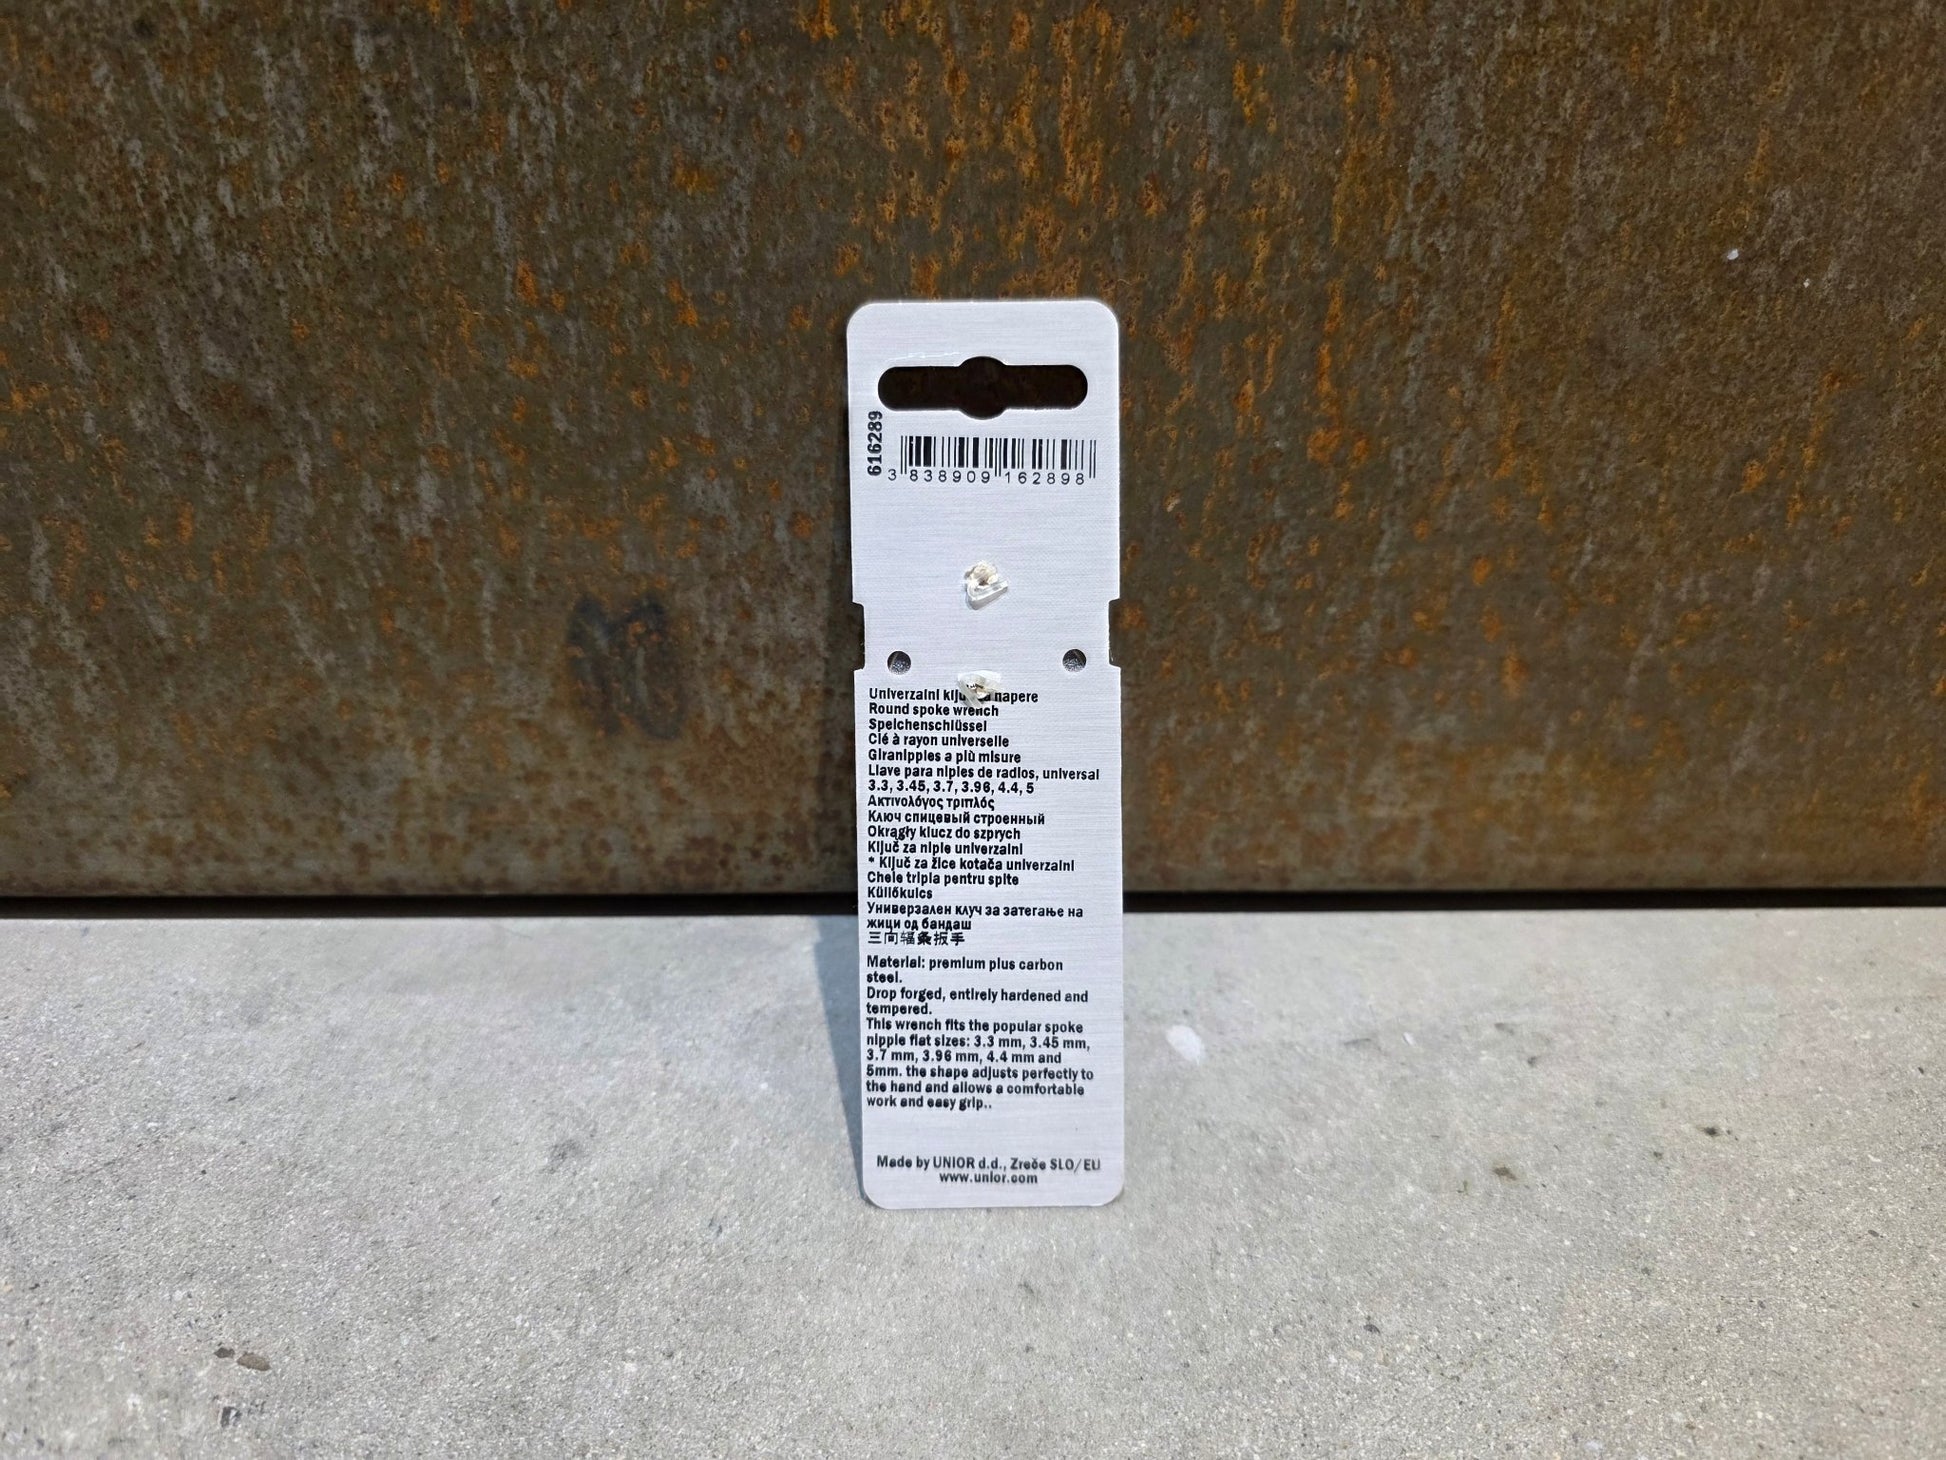 616289
3 838909 162898
Univerzalni napere
Round spoke wrench
Speichenschlüssel
Clé à rayon universelle
Giranipples a più misure
Llave para niples de radios, universal
3.3, 3.45, 3.7, 3.96, 4.4, 5
Ακτινολόγος τριπλός
Ключ спицевый строенный
Okrągły klucz do szprych
Ključ za niple univerzalni
* Ključ za žice kotača univerzalni
Cheie tripla pentru spite
Küllőkulcs
Универзален клуч за затегање на
жици од бандаш
三向辐条扳手
Material: premium plus carbon
steel.
Drop forged, entirely hardened and
tempered.
This wrench fits the popular spoke
nipple flat sizes: 3.3 mm, 3.45 mm,
3.7 mm, 3.96 mm, 4.4 mm and
5mm. the shape adjusts perfectly to
the hand and allows a comfortable
work and easy grip..
Made by UNIOR d.d., Zreče SLO/EU
www.unior.com